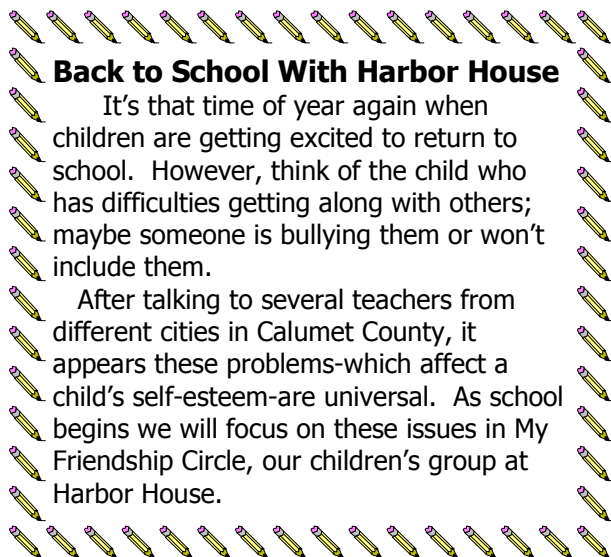 Back to School With Harbor House
It’s that time of year again when
children are getting excited to return to
school.  However, think of the child who
has difficulties getting along with others;
maybe someone is bullying them or won’t
include them.
After talking to several teachers from
different cities in Calumet County, it
appears these problems-which affect a
child’s self-esteem-are universal.  As school
begins we will focus on these issues in My
Friendship Circle, our children’s group at
Harbor House.